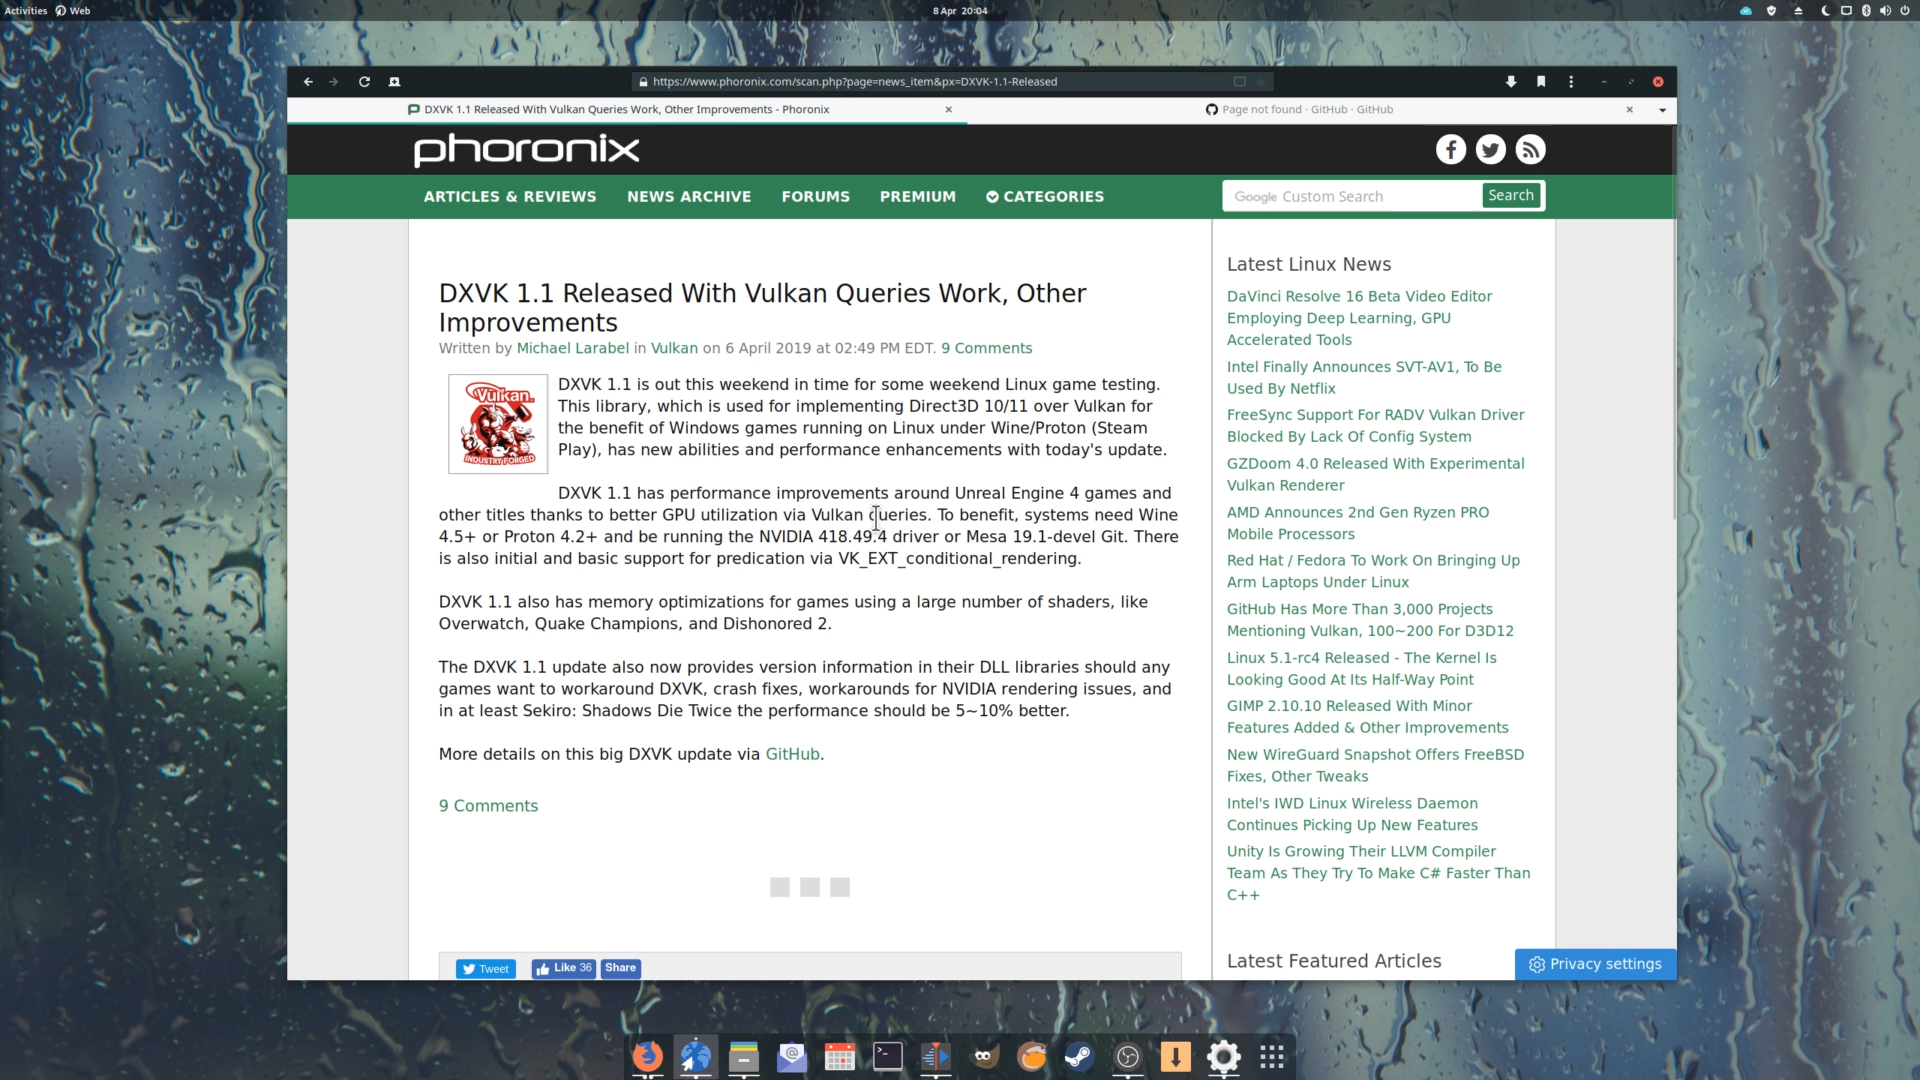 Activities Web
8 Apr 20:04
https://www.phoronix.com/scan.php?page=news_item&px=DXVK-1.1-Released
DXVK 1.1 Released With Vulkan Queries Work, Other Improvements - Phoronix
Page not found · GitHub · GitHub
phoronix
ARTICLES & REVIEWS NEWS ARCHIVE FORUMS PREMIUM CATEGORIES
Google Custom Search
Search
DXVK 1.1 Released With Vulkan Queries Work, Other
Improvements
Written by Michael Larabel in Vulkan on 6 April 2019 at 02:49 PM EDT. 9 Comments
Vulkan.
INDUSTRY FORGED
DXVK 1.1 is out this weekend in time for some weekend Linux game testing.
This library, which is used for implementing Direct3D 10/11 over Vulkan for
the benefit of Windows games running on Linux under Wine/Proton (Steam
Play), has new abilities and performance enhancements with today's update.
DXVK 1.1 has performance improvements around Unreal Engine 4 games and
other titles thanks to better GPU utilization via Vulkan queries. To benefit, systems need Wine
4.5+ or Proton 4.2+ and be running the NVIDIA 418.49.4 driver or Mesa 19.1-devel Git. There
is also initial and basic support for predication via VK_EXT_conditional_rendering.
DXVK 1.1 also has memory optimizations for games using a large number of shaders, like
Overwatch, Quake Champions, and Dishonored 2.
The DXVK 1.1 update also now provides version information in their DLL libraries should any
games want to workaround DXVK, crash fixes, workarounds for NVIDIA rendering issues, and
in at least Sekiro: Shadows Die Twice the performance should be 5~10% better.
More details on this big DXVK update via GitHub.
9 Comments
Tweet
Like 36
Share
Latest Linux News
DaVinci Resolve 16 Beta Video Editor
Employing Deep Learning, GPU
Accelerated Tools
Intel Finally Announces SVT-AV1, To Be
Used By Netflix
FreeSync Support For RADV Vulkan Driver
Blocked By Lack Of Config System
GZDoom 4.0 Released With Experimental
Vulkan Renderer
AMD Announces 2nd Gen Ryzen PRO
Mobile Processors
Red Hat / Fedora To Work On Bringing Up
Arm Laptops Under Linux
GitHub Has More Than 3,000 Projects
Mentioning Vulkan, 100~200 For D3D12
Linux 5.1-rc4 Released - The Kernel Is
Looking Good At Its Half-Way Point
GIMP 2.10.10 Released With Minor
Features Added & Other Improvements
New WireGuard Snapshot Offers FreeBSD
Fixes, Other Tweaks
Intel's IWD Linux Wireless Daemon
Continues Picking Up New Features
Unity Is Growing Their LLVM Compiler
Team As They Try To Make C# Faster Than
C++
Latest Featured Articles
Privacy settings